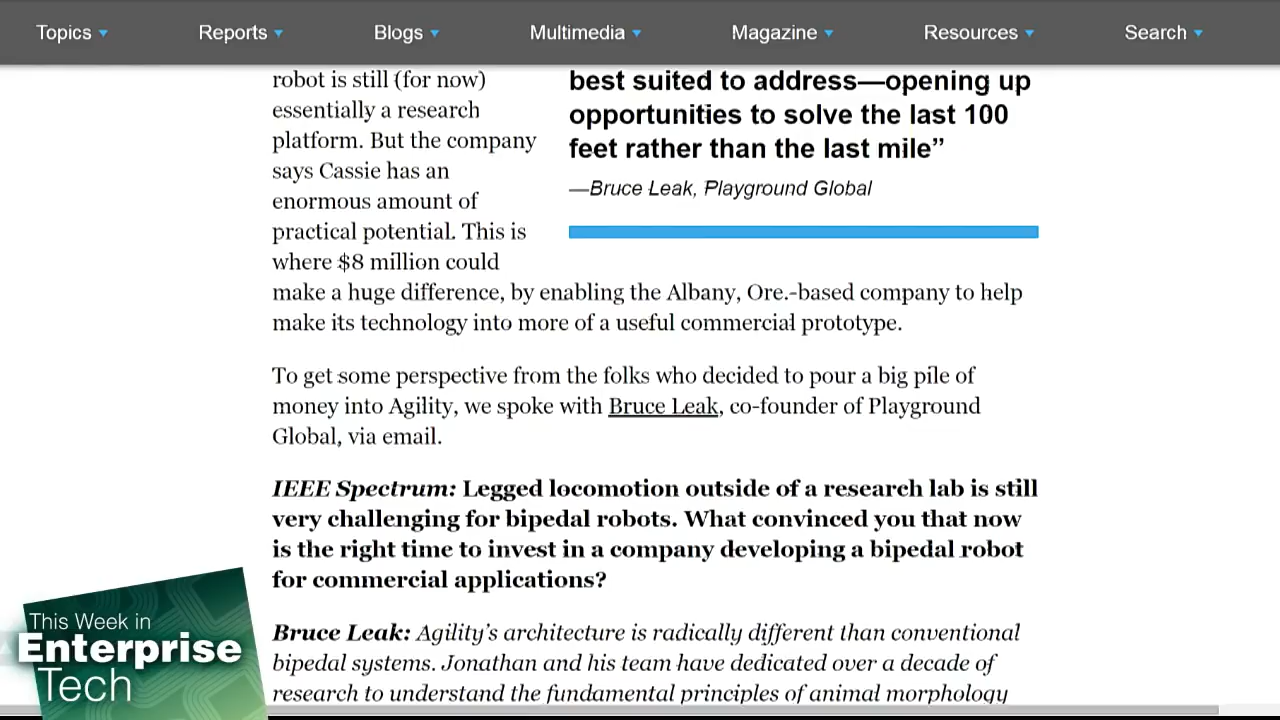 Topics Reports Blogs Multimedia Magazine Resources Search
robot is still (for now)
essentially a research
platform. But the company
says Cassie has an
enormous amount of
practical potential. This is
where $8 million could
make a huge difference, by enabling the Albany, Ore.-based company to help
make its technology into more of a useful commercial prototype.
best suited to address—opening up
opportunities to solve the last 100
feet rather than the last mile”
—Bruce Leak, Playground Global
To get some perspective from the folks who decided to pour a big pile of
money into Agility, we spoke with Bruce Leak, co-founder of Playground
Global, via email.
IEEE Spectrum: Legged locomotion outside of a research lab is still
very challenging for bipedal robots. What convinced you that now
is the right time to invest in a company developing a bipedal robot
for commercial applications?
Bruce Leak: Agility’s architecture is radically different than conventional
bipedal systems. Jonathan and his team have dedicated over a decade of
research to understand the fundamental principles of animal morphology
This Week in
Enterprise
Tech